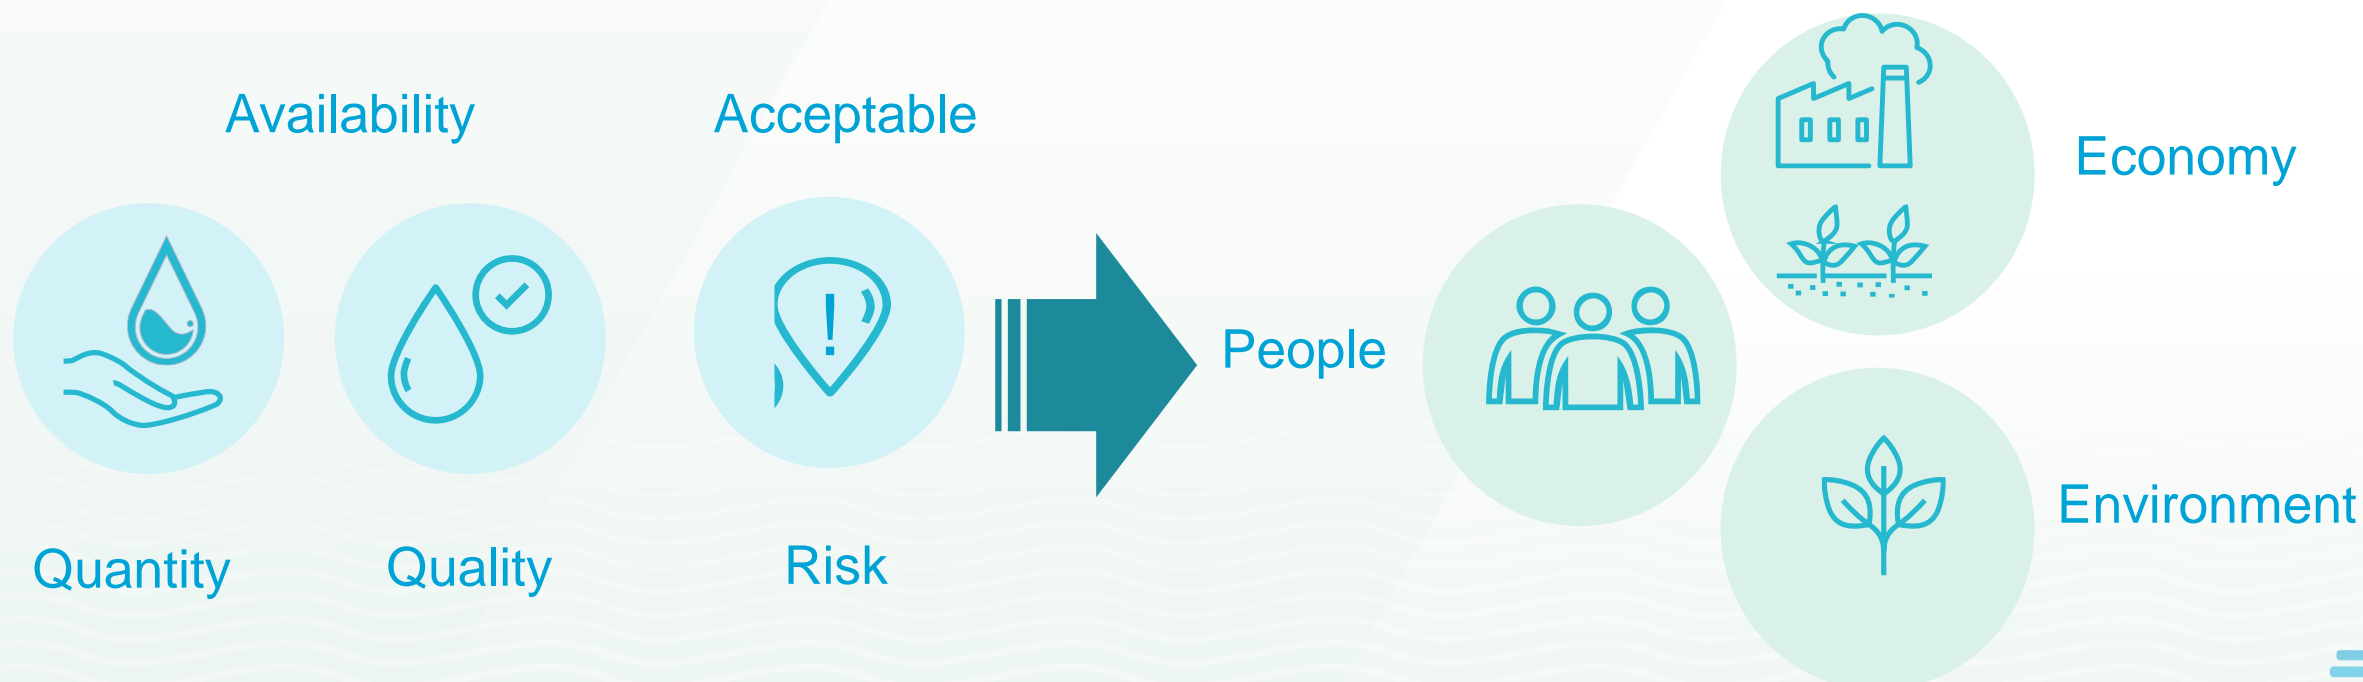 Availability
Acceptable
Quantity
Quality
Risk
!
People
Economy
Environment